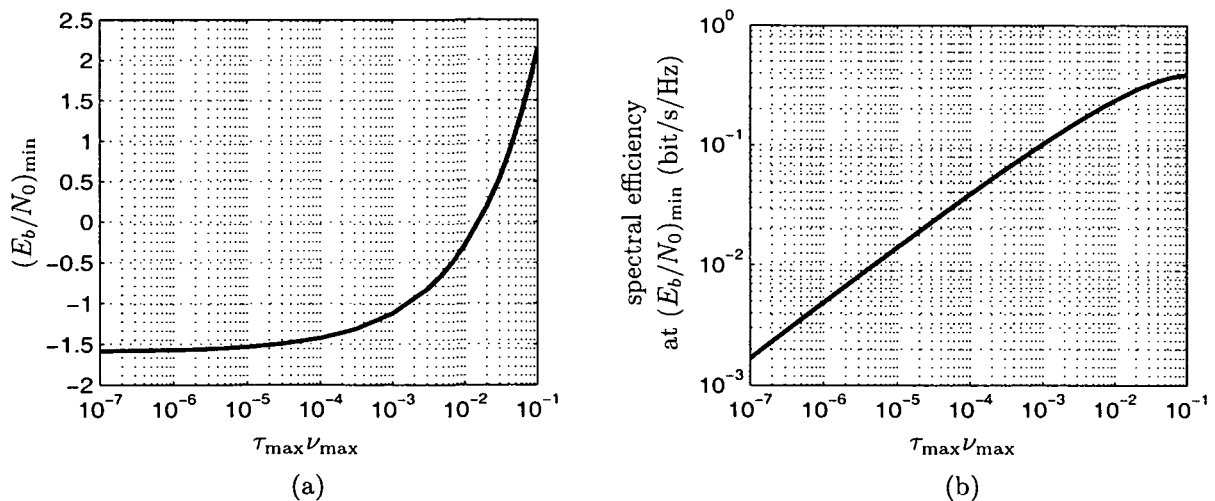 2.5
2
1.5
1
0.5
0
−0.5
−1
−1.5
−2
(E_b/N_0)_min
10^−7 10^−6 10^−5 10^−4 10^−3 10^−2 10^−1
τ_max ν_max
(a)
10^0
10^−1
10^−2
10^−3
spectral efficiency
at (E_b/N_0)_min (bit/s/Hz)
10^−7 10^−6 10^−5 10^−4 10^−3 10^−2 10^−1
τ_max ν_max
(b)